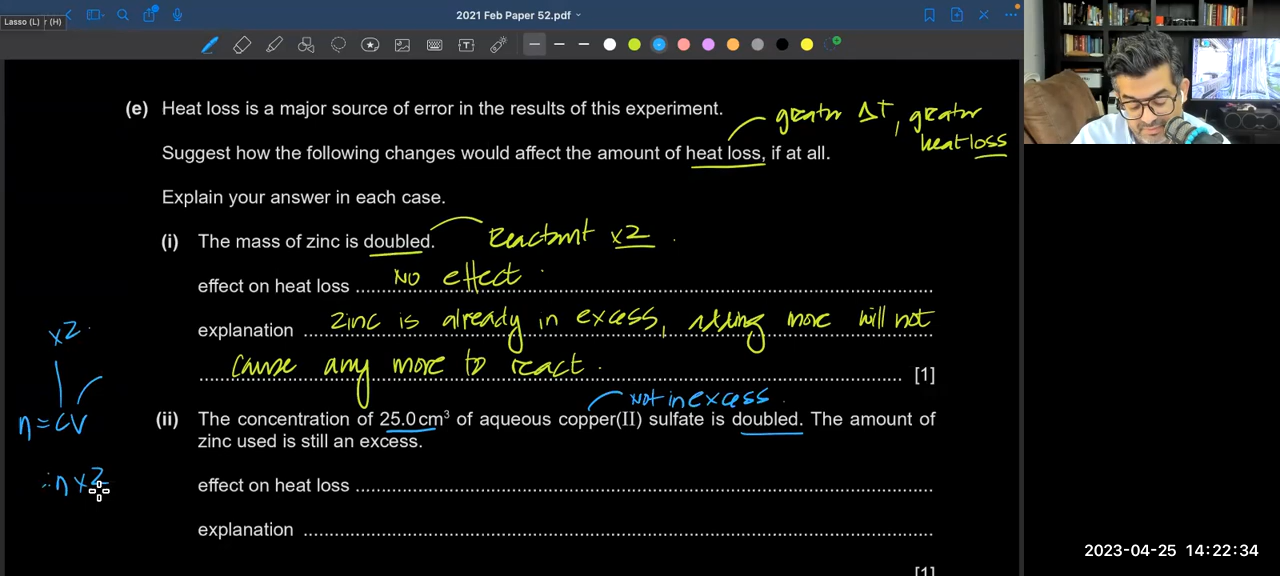 Lasso (L)
(H)
2021 Feb Paper 52.pdf
(e) Heat loss is a major source of error in the results of this experiment.
greater ΔT, greater
heat loss
Suggest how the following changes would affect the amount of heat loss, if at all.
Explain your answer in each case.
(i) The mass of zinc is doubled.
Reactant x2
effect on heat loss No effect
explanation Zinc is already in excess, adding more will not
cause any more to react. [1]
x2
n = CV
∴ n x2
not in excess
(ii) The concentration of 25.0 cm³ of aqueous copper(II) sulfate is doubled. The amount of
zinc used is still an excess.
effect on heat loss
explanation
[1]
2023-04-25 14:22:34